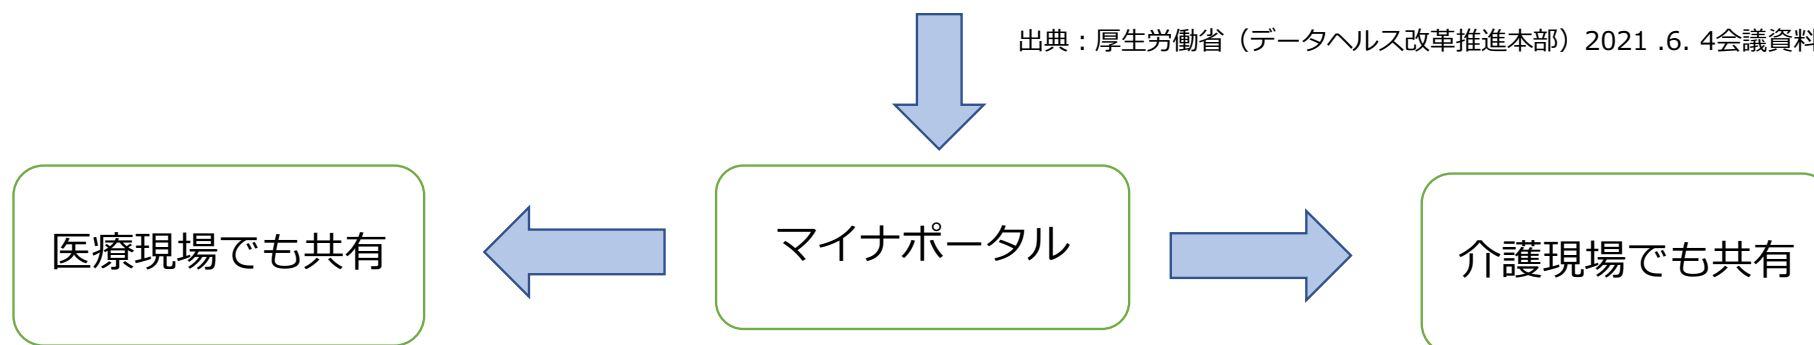 出典：厚生労働省（データヘルス改革推進本部）2021 .6. 4会議資料
医療現場でも共有
マイナポータル
介護現場でも共有